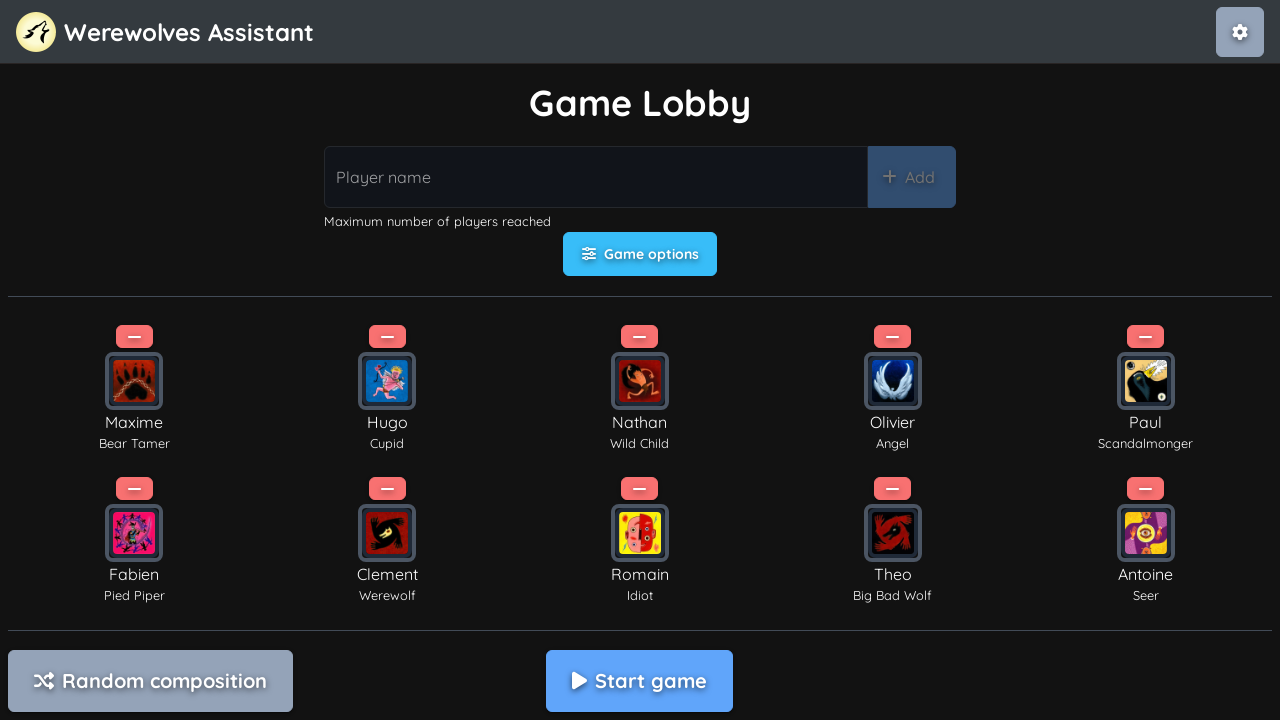 Werewolves Assistant
Game Lobby
Player name
Add
Maximum number of players reached
Game options
Maxime
Hugo
Nathan
Olivier
Paul
Bear Tamer
Cupid
Wild Child
Angel
Scandalmonger
Fabien
Clement
Romain
Theo
Antoine
Pied Piper
Werewolf
Idiot
Big Bad Wolf
Seer
Random composition
Start game